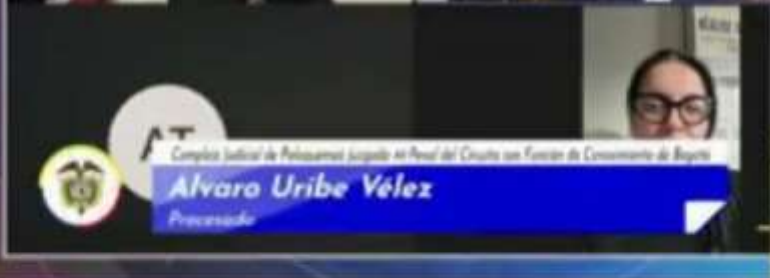 AT
Complejo Judicial de Paloquemao Juzgado 44 Penal del Circuito con Función de Conocimiento de Bogotá
Alvaro Uribe Vélez
Procesado